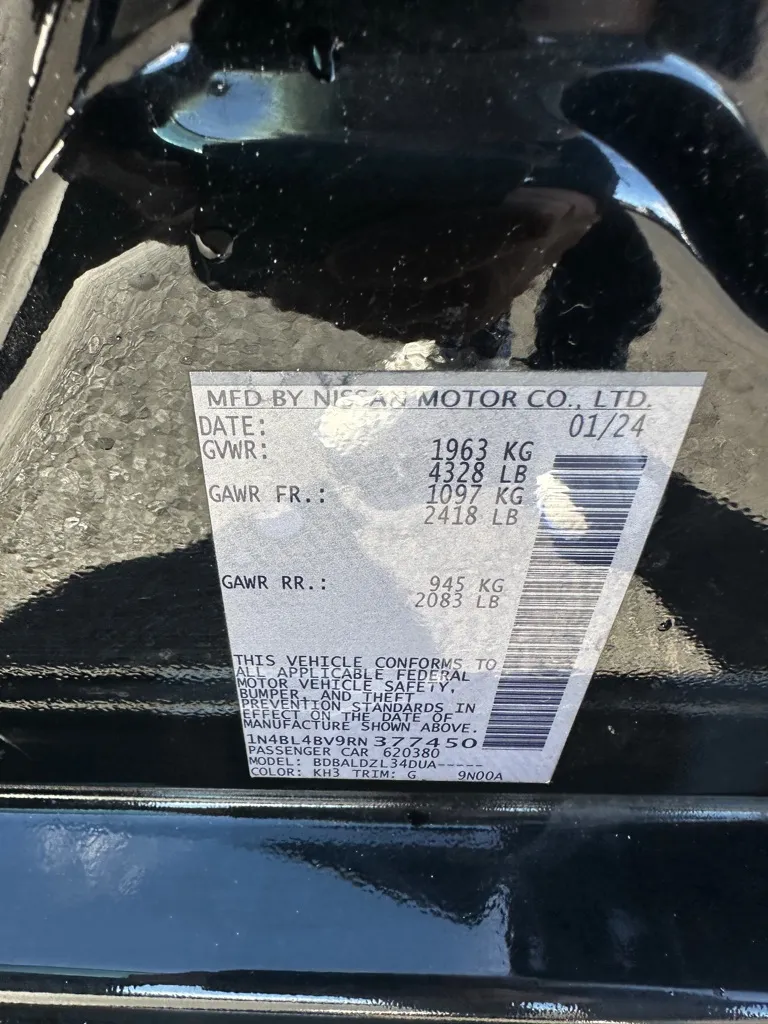 MFD BY NISSAN MOTOR CO., LTD.
DATE: 01/24
GVWR: 1963 KG
4328 LB
GAWR FR.: 1097 KG
2418 LB
GAWR RR.: 945 KG
2083 LB
THIS VEHICLE CONFORMS TO
ALL APPLICABLE FEDERAL
MOTOR VEHICLE SAFETY,
BUMPER, AND THEFT
PREVENTION STANDARDS IN
EFFECT ON THE DATE OF
MANUFACTURE SHOWN ABOVE.
1N4BL4BV9RN377450
PASSENGER CAR 620380
MODEL: BDBALDZL34DUA-----
COLOR: KH3 TRIM: G 9N00A